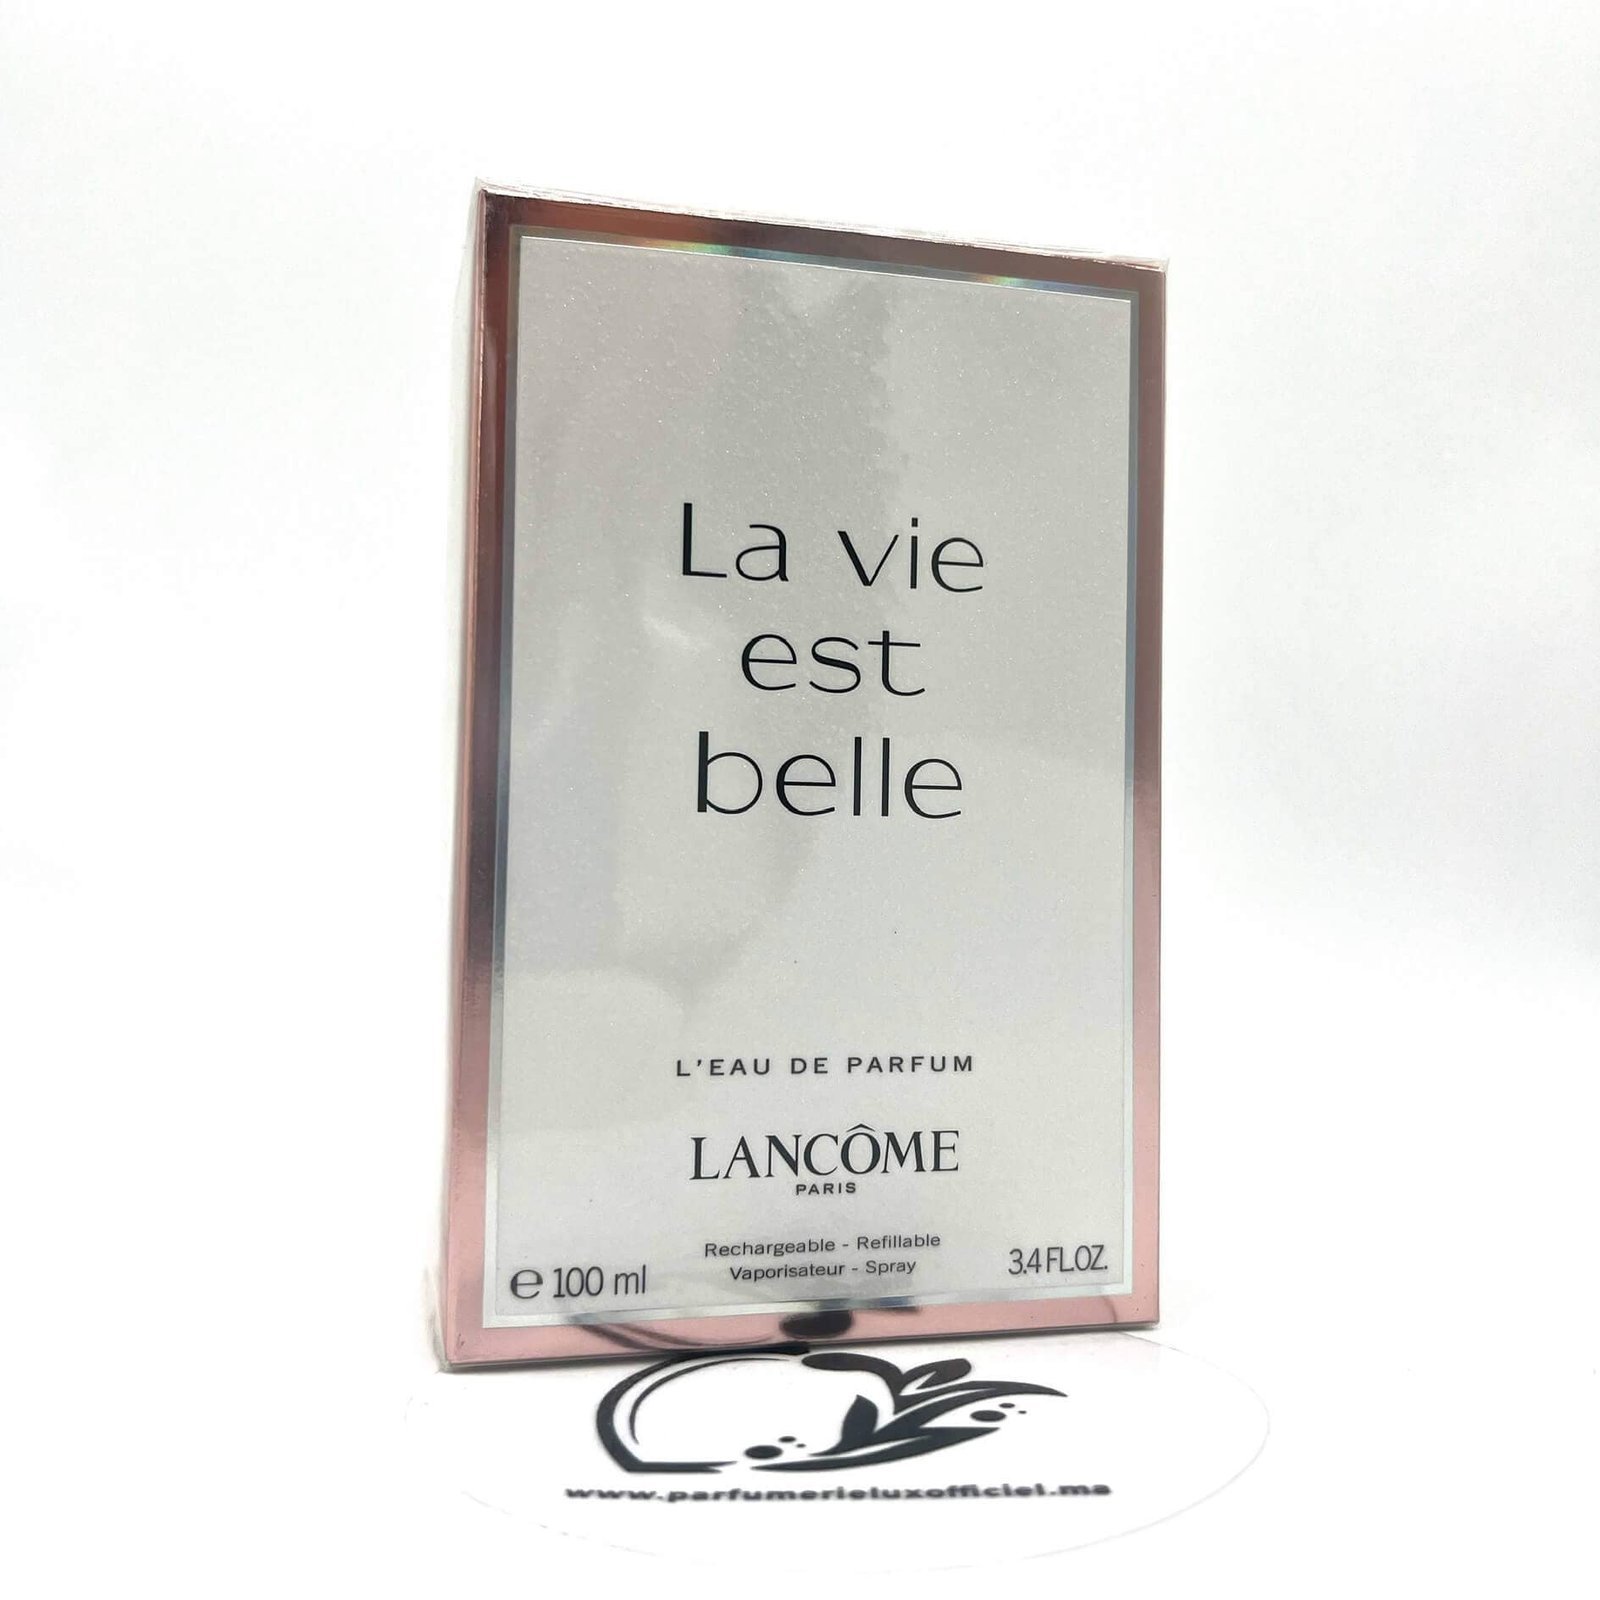 La vie
est
belle
L'EAU DE PARFUM
LANCÔME
PARIS
Rechargeable - Refillable
Vaporisateur - Spray
℮ 100 ml
3.4 FL.OZ.
www.parfumerieluxofficiel.ma